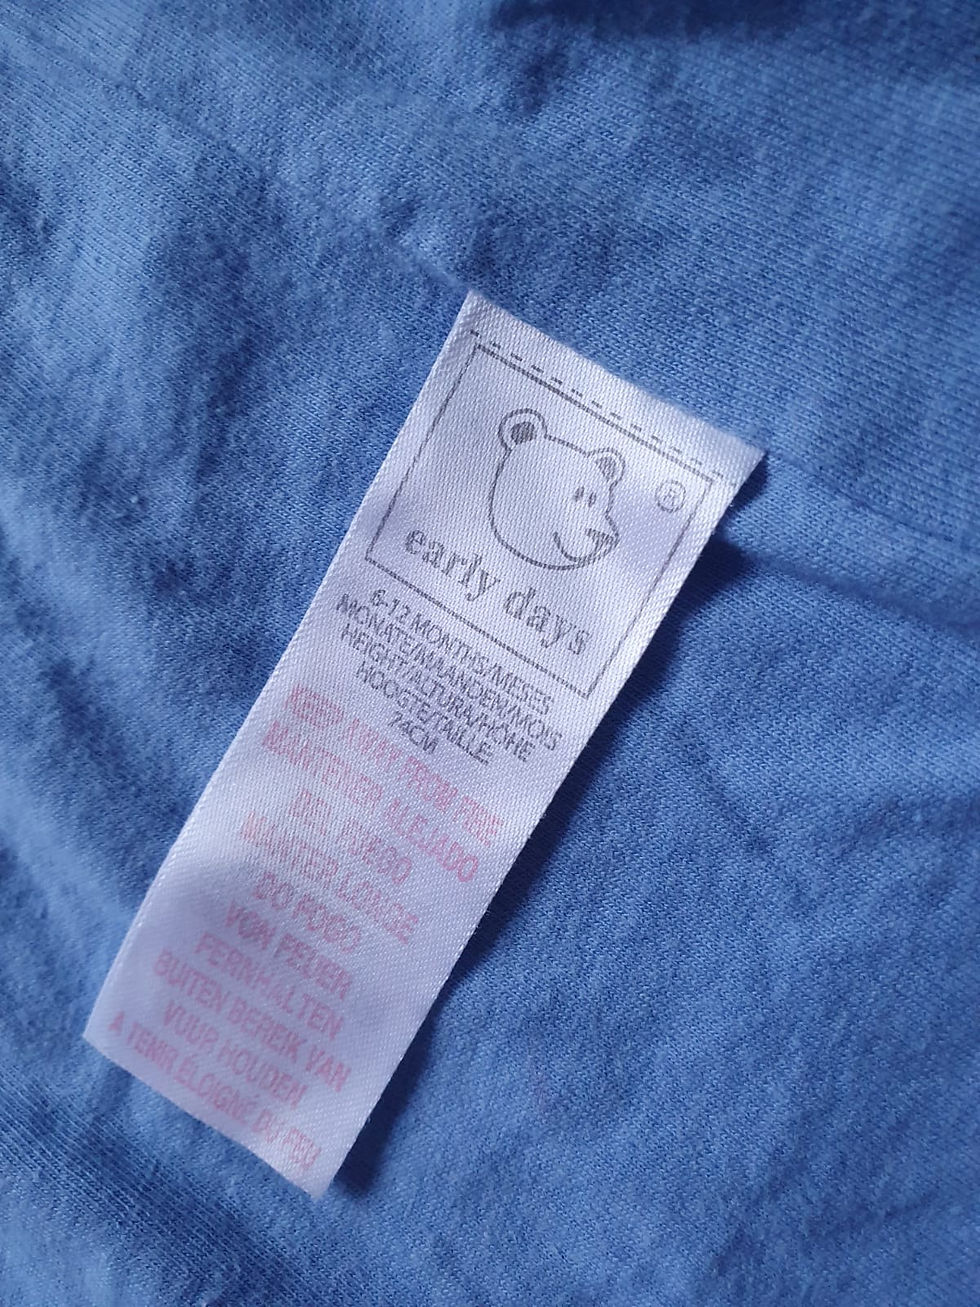 ®
early days
6-12 MONTHS/MESES
MONATE/MAANDEN/MOIS
HEIGHT/ALTURA/HÖHE
HOOGTE/TAILLE:
74CM
KEEP AWAY FROM FIRE
MANTENER ALEJADO
DEL FUEGO
MANTER LONGE
DO FOGO
VON FEUER
FERNHALTEN
BUITEN BEREIK VAN
VUUR HOUDEN
A TENIR ÉLOIGNÉ DU FEU